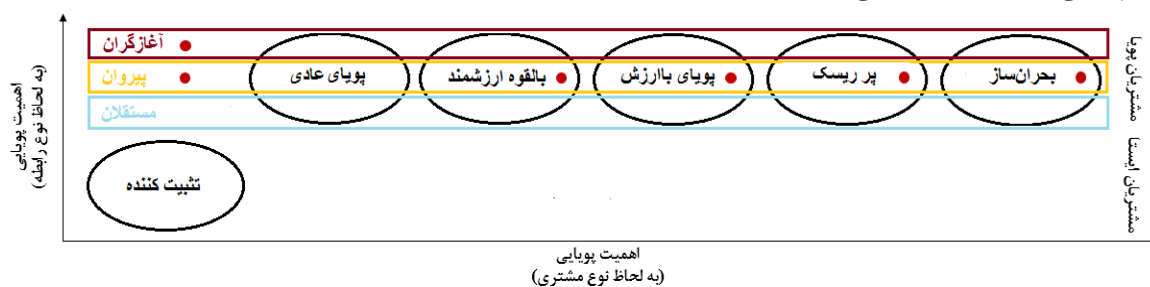 آغازگران
پیروان
مستقلان
بحران‌ساز
پر ریسک
پویای باارزش
بالقوه ارزشمند
پویای عادی
تثبیت کننده
مشتریان پویا
مشتریان ایستا
اهمیت پویایی
(به لحاظ نوع رابطه)
اهمیت پویایی
(به لحاظ نوع مشتری)